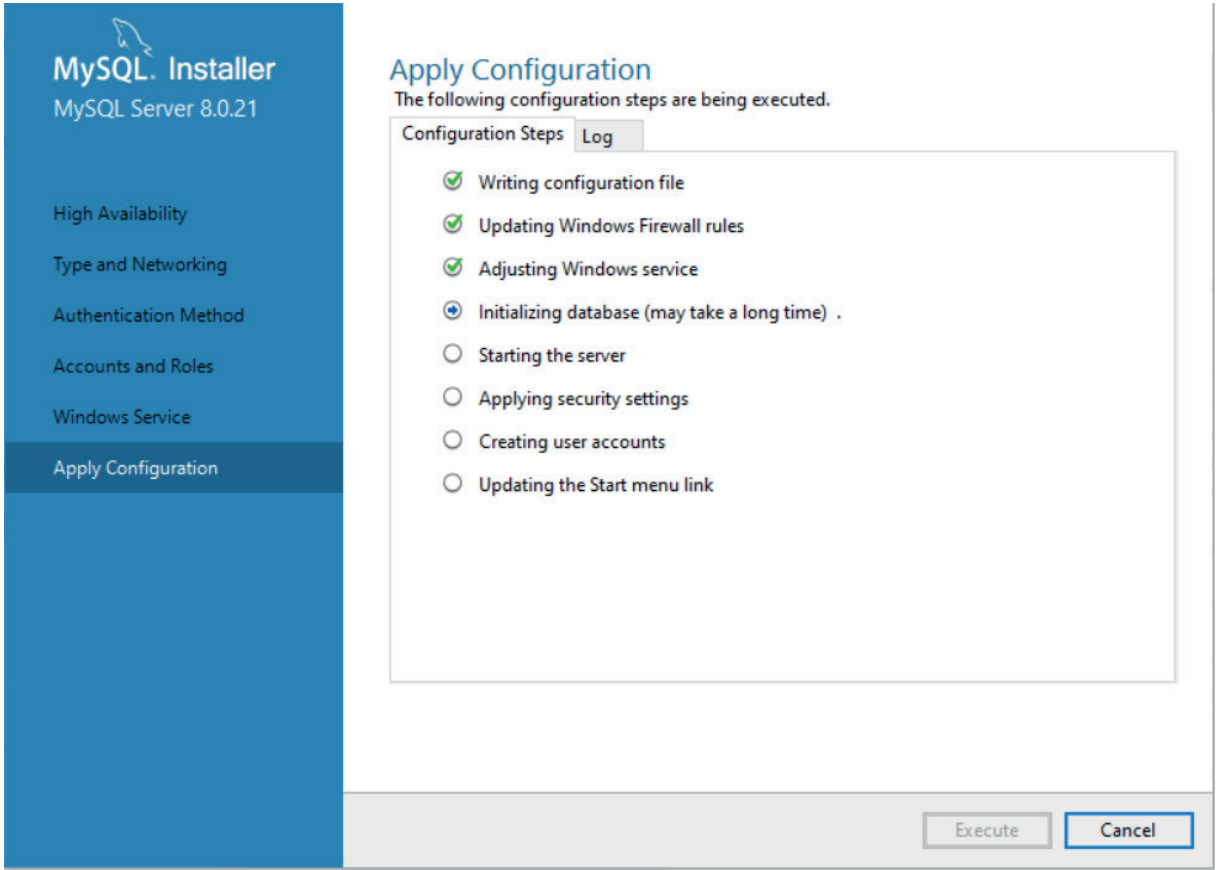 MySQL. Installer
MySQL Server 8.0.21
High Availability
Type and Networking
Authentication Method
Accounts and Roles
Windows Service
Apply Configuration
Apply Configuration
The following configuration steps are being executed.
Configuration Steps Log
Writing configuration file
Updating Windows Firewall rules
Adjusting Windows service
Initializing database (may take a long time) .
Starting the server
Applying security settings
Creating user accounts
Updating the Start menu link
Execute Cancel